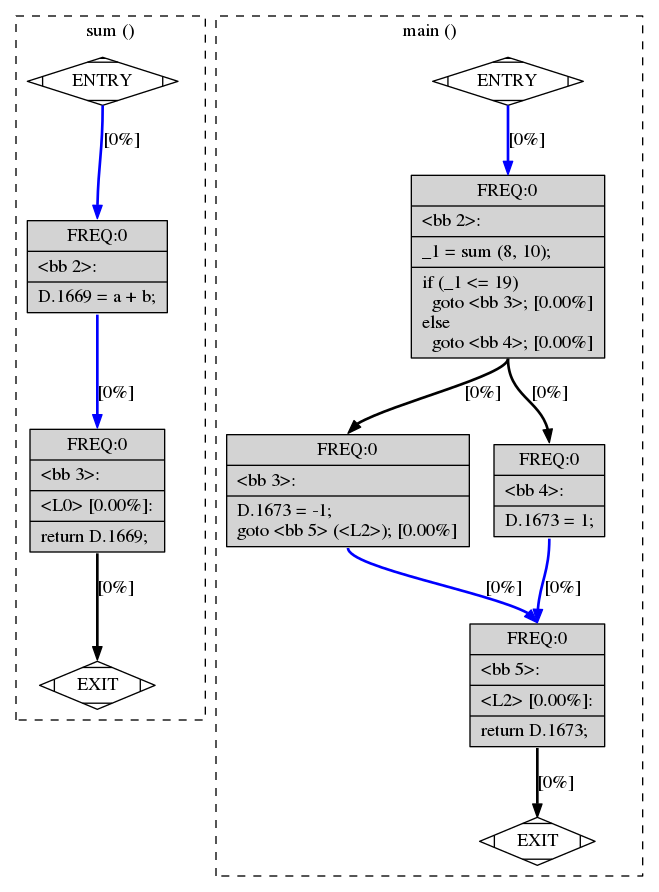 sum ()
ENTRY
[0%]
FREQ:0
<bb 2>:
D.1669 = a + b;
[0%]
FREQ:0
<bb 3>:
<L0> [0.00%]:
return D.1669;
[0%]
EXIT
main ()
ENTRY
[0%]
FREQ:0
<bb 2>:
_1 = sum (8, 10);
if (_1 <= 19)
goto <bb 3>; [0.00%]
else
goto <bb 4>; [0.00%]
[0%]
[0%]
FREQ:0
<bb 3>:
D.1673 = -1;
goto <bb 5> (<L2>); [0.00%]
FREQ:0
<bb 4>:
D.1673 = 1;
[0%]
[0%]
FREQ:0
<bb 5>:
<L2> [0.00%]:
return D.1673;
[0%]
EXIT